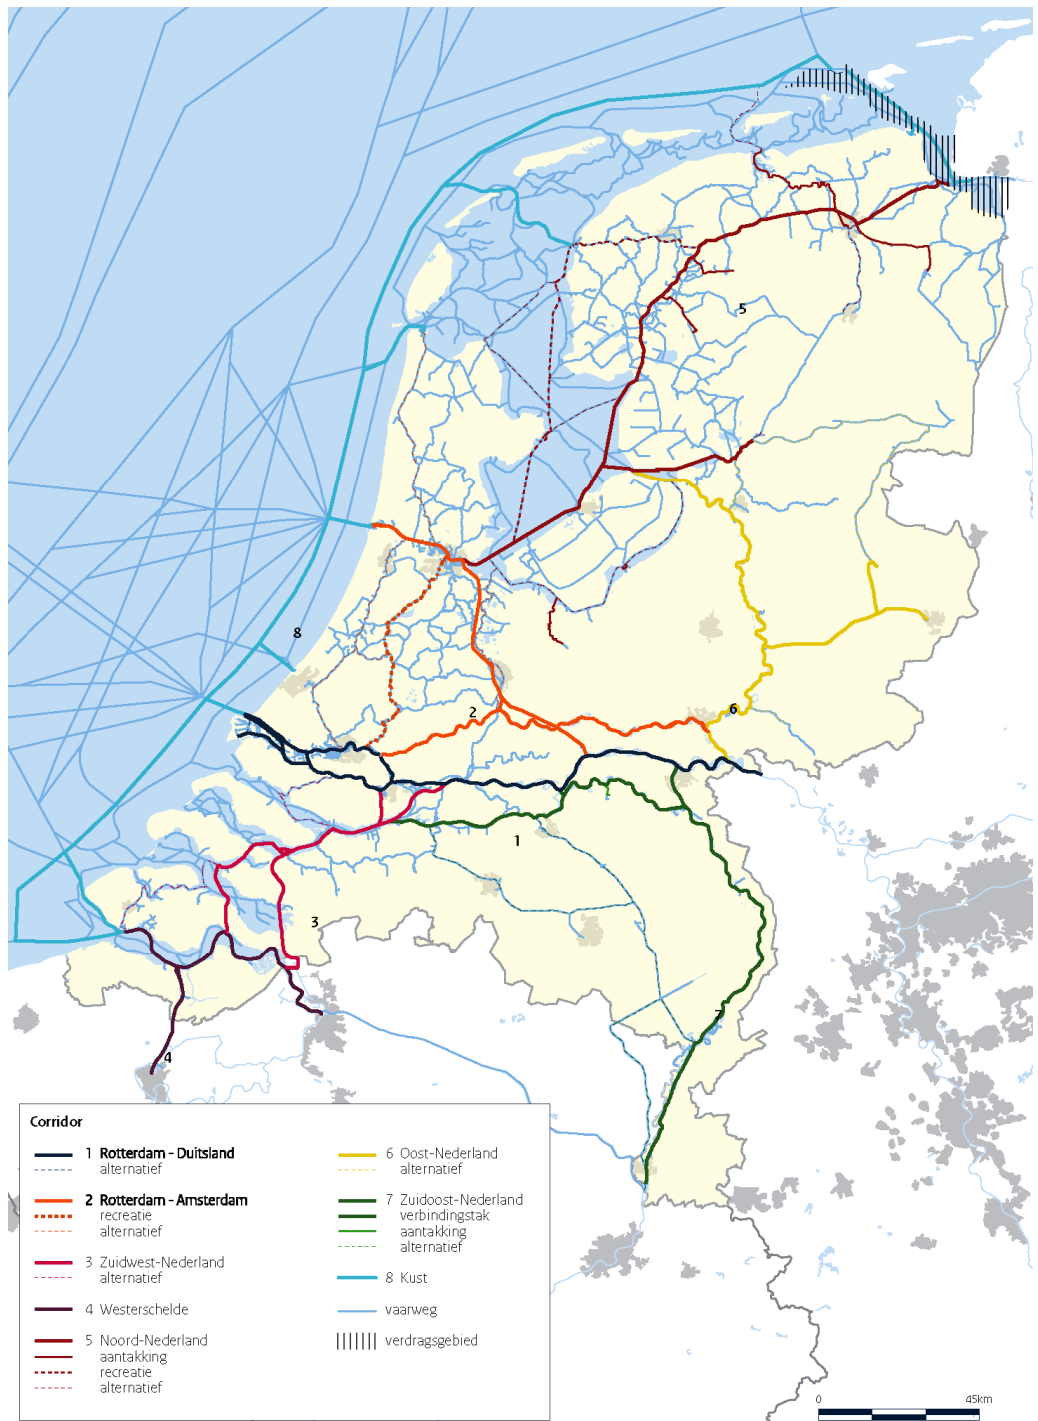 5
8
2
6
1
3
7
4
Corridor
1 Rotterdam - Duitsland
alternatief
2 Rotterdam - Amsterdam
recreatie
alternatief
3 Zuidwest-Nederland
alternatief
4 Westerschelde
5 Noord-Nederland
aantakking
recreatie
alternatief
6 Oost-Nederland
alternatief
7 Zuidoost-Nederland
verbindingstak
aantakking
alternatief
8 Kust
vaarweg
verdragsgebied
0 45km